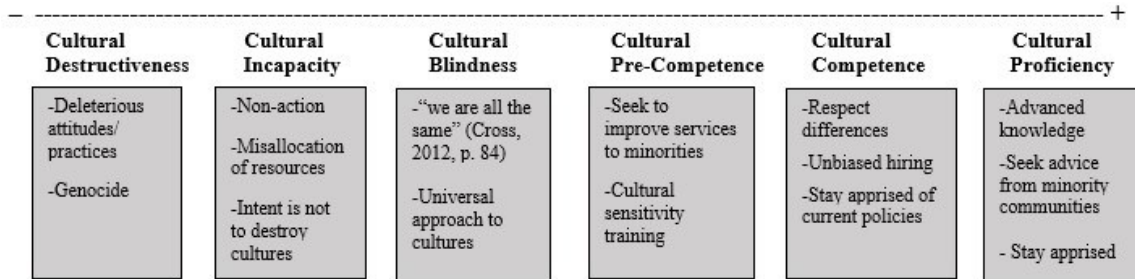 – ------------------------------------------------------------ +
Cultural
Destructiveness
Cultural
Incapacity
Cultural
Blindness
Cultural
Pre-Competence
Cultural
Competence
Cultural
Proficiency
-Deleterious
attitudes/
practices
-Genocide
-Non-action
-Misallocation
of resources
-Intent is not
to destroy
cultures
-“we are all the
same” (Cross,
2012, p. 84)
-Universal
approach to
cultures
-Seek to
improve services
to minorities
-Cultural
sensitivity
training
-Respect
differences
-Unbiased hiring
-Stay apprised of
current policies
-Advanced
knowledge
-Seek advice
from minority
communities
- Stay apprised